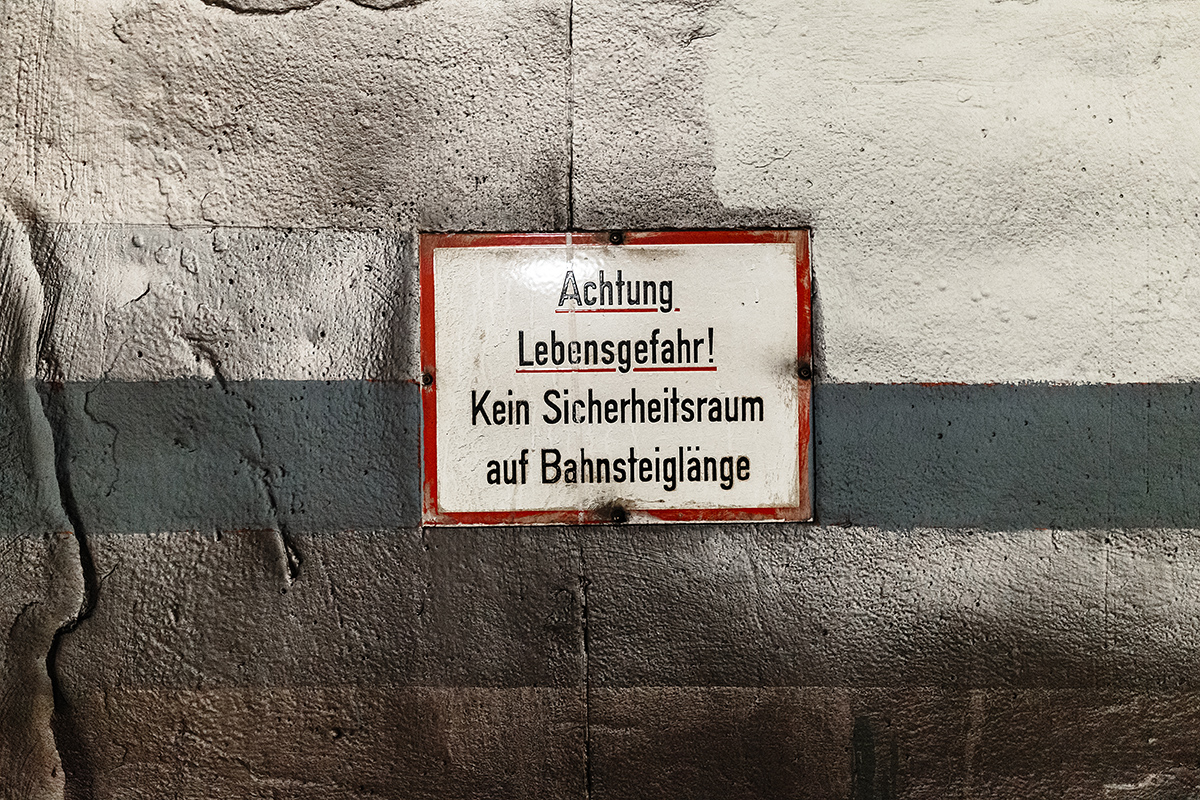 Achtung
Lebensgefahr!
Kein Sicherheitsraum
auf Bahnsteiglänge